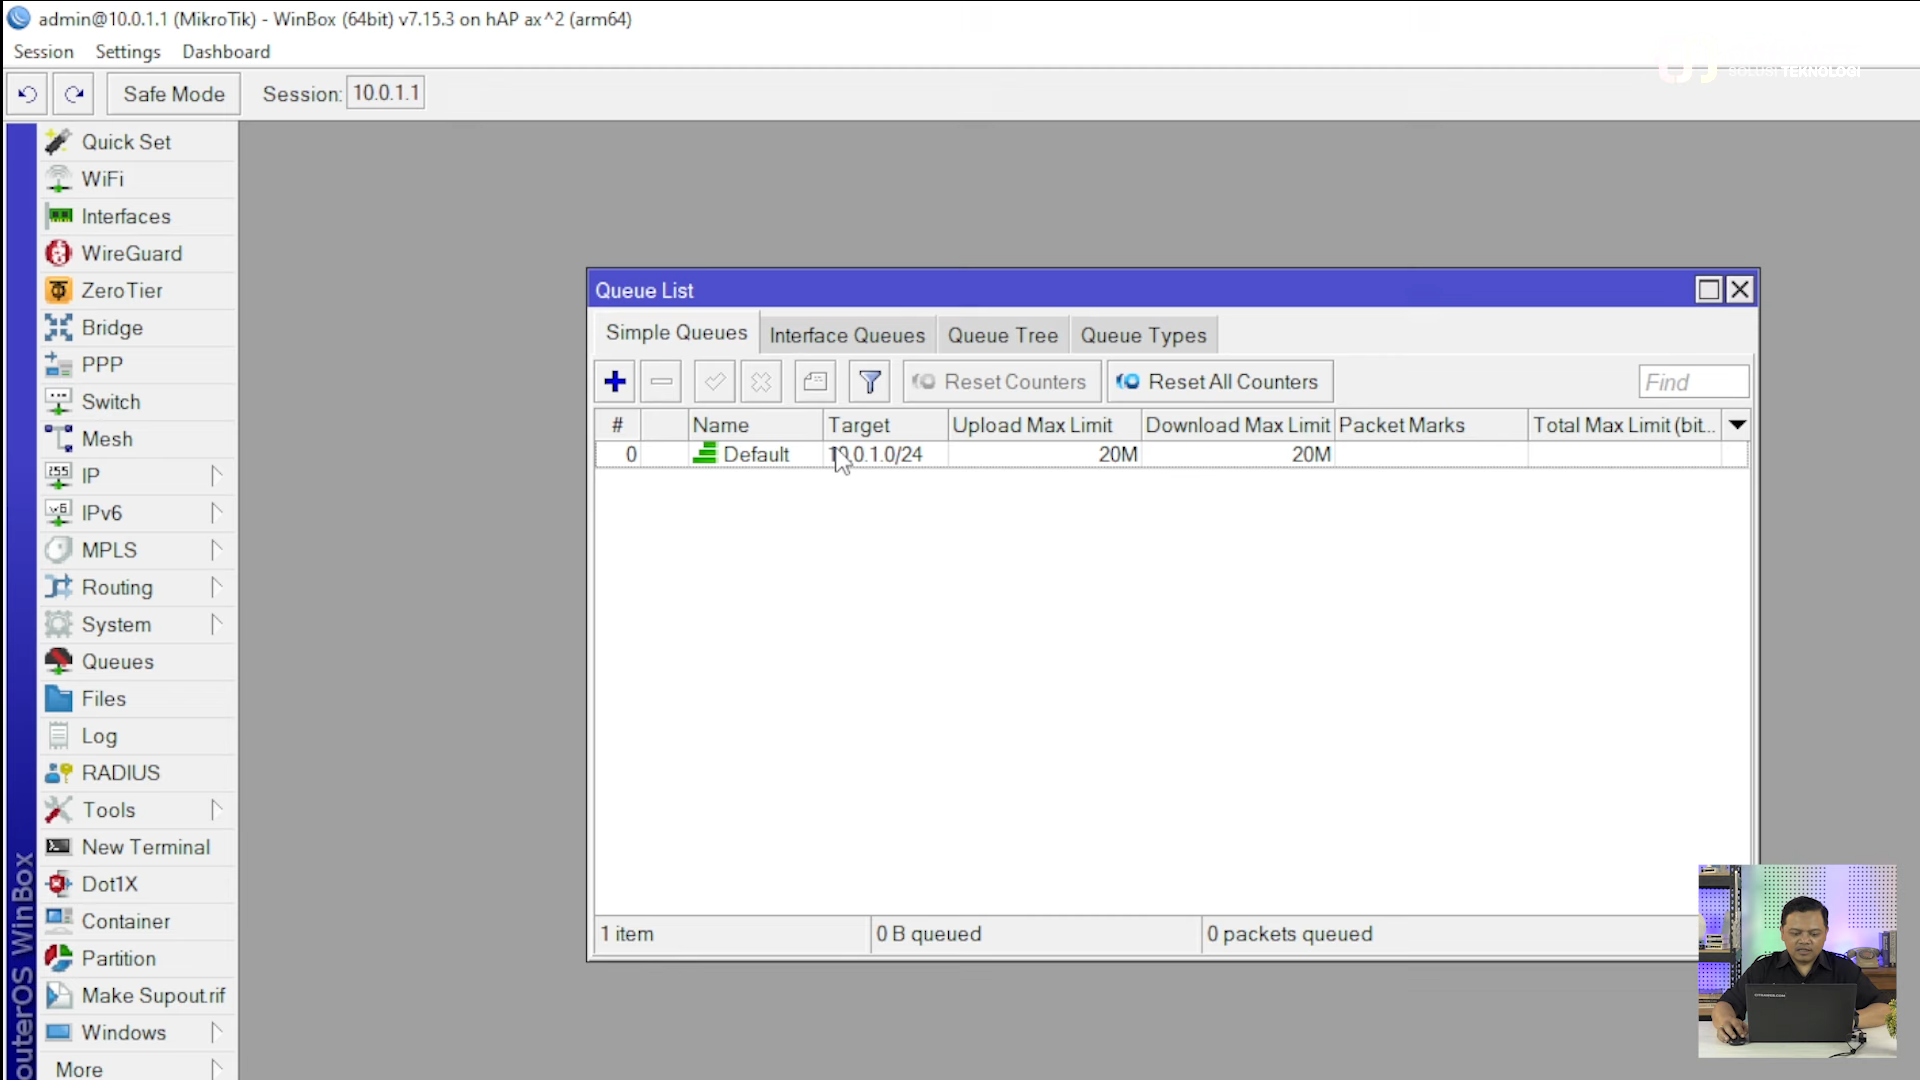 admin@10.0.1.1 (MikroTik) - WinBox (64bit) v7.15.3 on hAP ax^2 (arm64)
Session Settings Dashboard
Safe Mode Session: 10.0.1.1
SOLUSI TEKNOLOGI
Quick Set
WiFi
Interfaces
WireGuard
ZeroTier
Bridge
PPP
Switch
Mesh
IP
IPv6
MPLS
Routing
System
Queues
Files
Log
RADIUS
Tools
New Terminal
Dot1X
Container
Partition
Make Supout.rif
Windows
More
outerOS WinBox
Queue List
Simple Queues Interface Queues Queue Tree Queue Types
Reset Counters Reset All Counters Find
# Name Target Upload Max Limit Download Max Limit Packet Marks Total Max Limit (bit...
0 Default 10.0.1.0/24 20M 20M
1 item 0 B queued 0 packets queued